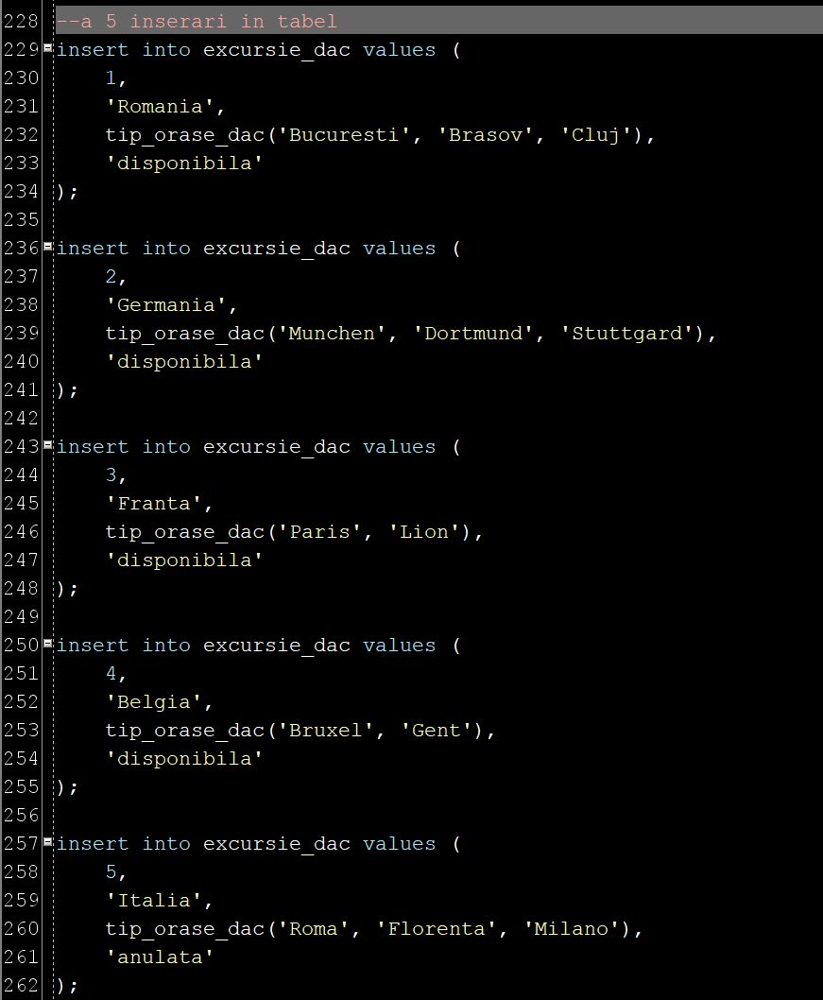 228 --a 5 inserari in tabel
229 insert into excursie_dac values (
230     1,
231     'Romania',
232     tip_orase_dac('Bucuresti', 'Brasov', 'Cluj'),
233     'disponibila'
234 );
235
236 insert into excursie_dac values (
237     2,
238     'Germania',
239     tip_orase_dac('Munchen', 'Dortmund', 'Stuttgard'),
240     'disponibila'
241 );
242
243 insert into excursie_dac values (
244     3,
245     'Franta',
246     tip_orase_dac('Paris', 'Lion'),
247     'disponibila'
248 );
249
250 insert into excursie_dac values (
251     4,
252     'Belgia',
253     tip_orase_dac('Bruxel', 'Gent'),
254     'disponibila'
255 );
256
257 insert into excursie_dac values (
258     5,
259     'Italia',
260     tip_orase_dac('Roma', 'Florenta', 'Milano'),
261     'anulata'
262 );